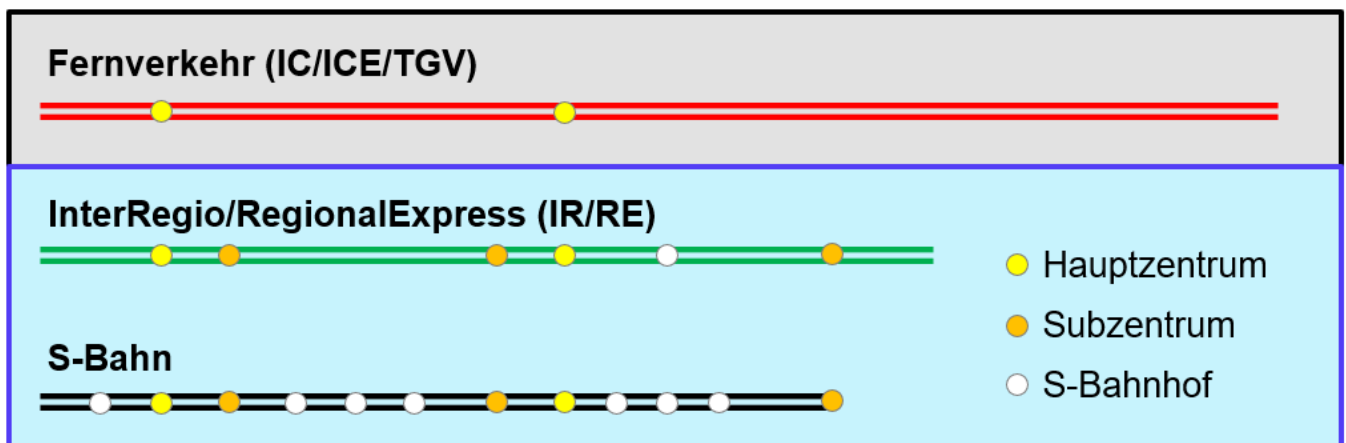 Fernverkehr (IC/ICE/TGV)
InterRegio/RegionalExpress (IR/RE)
Hauptzentrum
Subzentrum
S-Bahn
S-Bahnhof